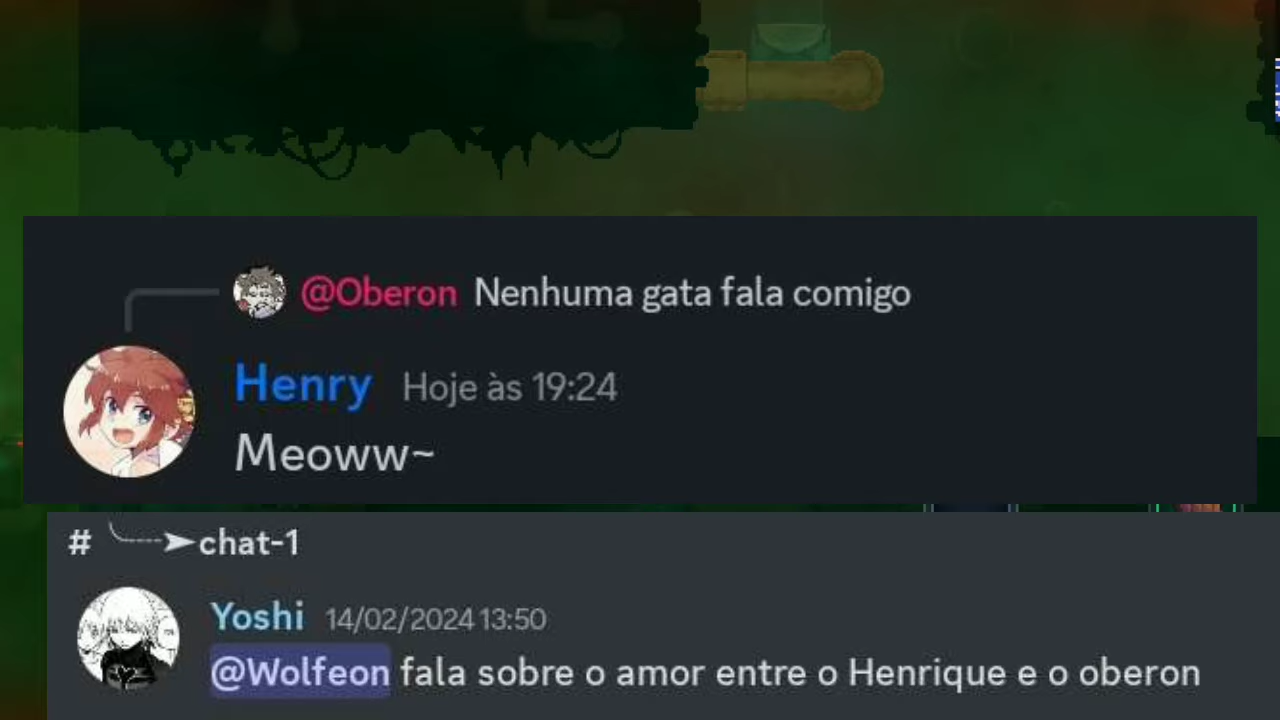 @Oberon Nenhuma gata fala comigo
Henry Hoje às 19:24
Meoww~
# chat-1
Yoshi 14/02/2024 13:50
@Wolfeon fala sobre o amor entre o Henrique e o oberon